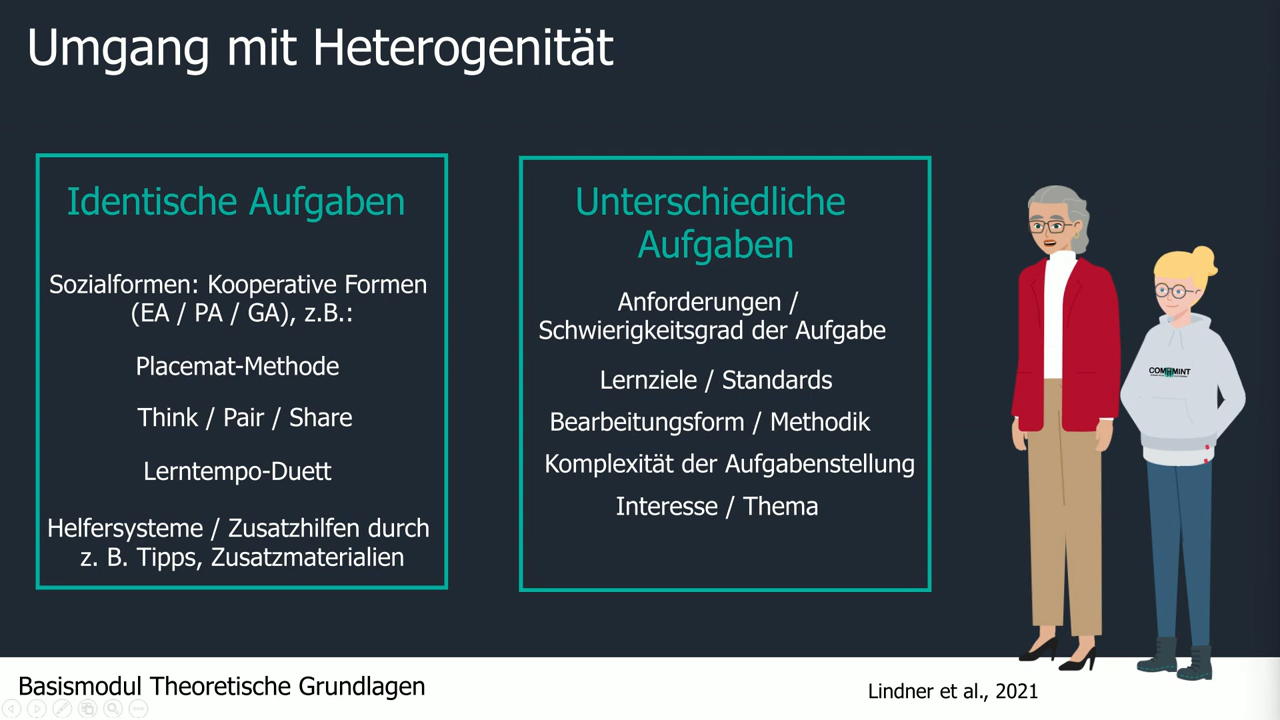 Umgang mit Heterogenität
Identische Aufgaben
Sozialformen: Kooperative Formen
(EA / PA / GA), z.B.:
Placemat-Methode
Think / Pair / Share
Lerntempo-Duett
Helfersysteme / Zusatzhilfen durch
z. B. Tipps, Zusatzmaterialien
Unterschiedliche
Aufgaben
Anforderungen /
Schwierigkeitsgrad der Aufgabe
Lernziele / Standards
Bearbeitungsform / Methodik
Komplexität der Aufgabenstellung
Interesse / Thema
COMeMINT
Basismodul Theoretische Grundlagen
Lindner et al., 2021